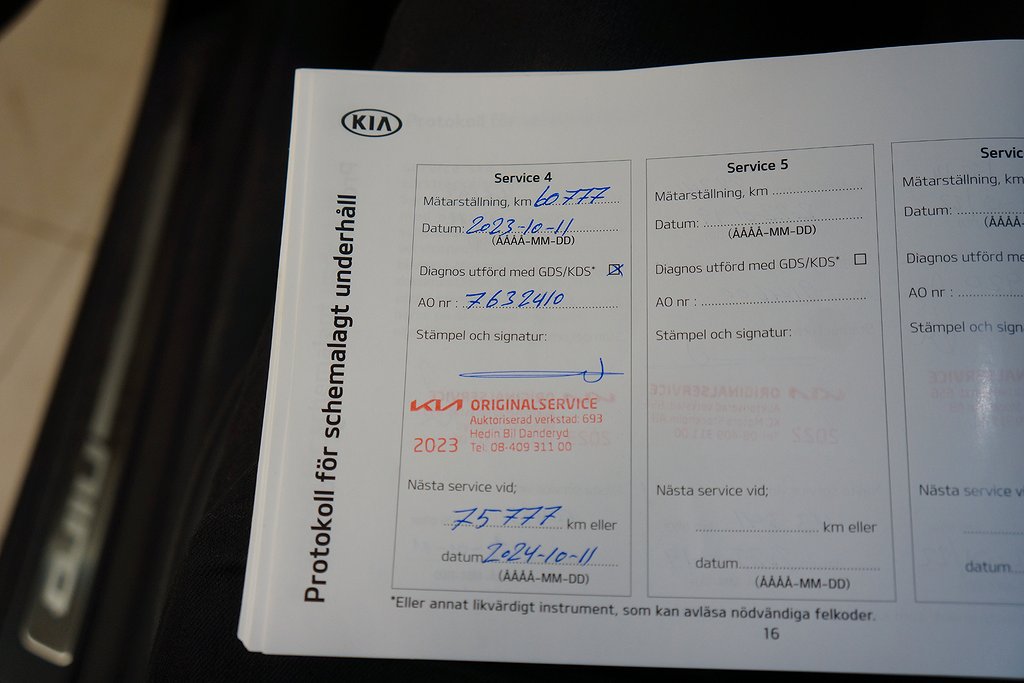 KIA
Protokoll för schemalagt underhåll
Service 4
Mätarställning, km 60777
Datum: 2023-10-11
(ÅÅÅÅ-MM-DD)
Diagnos utförd med GDS/KDS*
AO nr : 7632410
Stämpel och signatur:
KIA ORIGINALSERVICE
Auktoriserad verkstad: 693
Hedin Bil Danderyd
2023 Tel: 08-409 311 00
Nästa service vid;
75777 km eller
datum 2024-10-11
(ÅÅÅÅ-MM-DD)
Service 5
Mätarställning, km
Datum:
(ÅÅÅÅ-MM-DD)
Diagnos utförd med GDS/KDS*
AO nr :
Stämpel och signatur:
Nästa service vid;
km eller
datum
(ÅÅÅÅ-MM-DD)
Servic
Mätarställning, km
Datum:
(ÅÅÅÅ-
Diagnos utförd me
AO nr :
Stämpel och signa
Nästa service v
datum
*Eller annat likvärdigt instrument, som kan avläsa nödvändiga felkoder.
16
niro